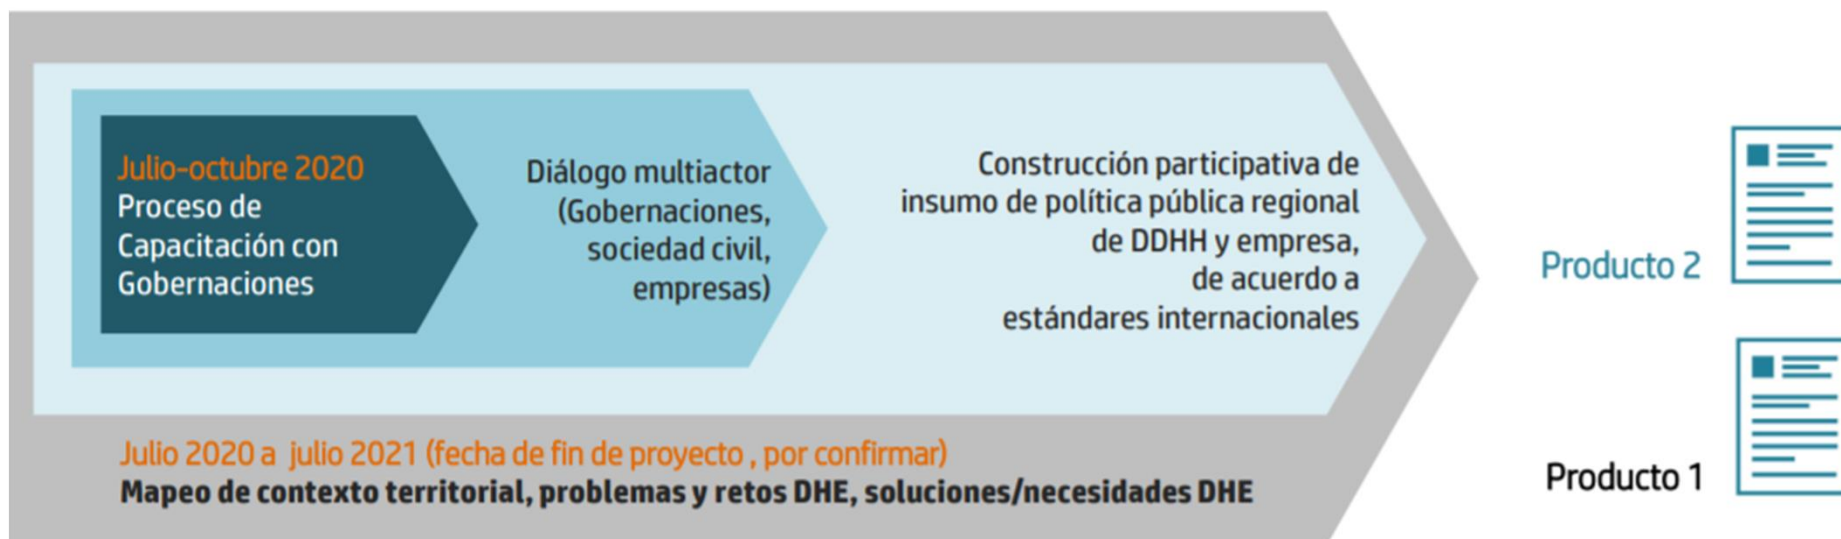 Julio-octubre 2020
Proceso de
Capacitación con
Gobernaciones
Diálogo multiactor
(Gobernaciones,
sociedad civil,
empresas)
Construcción participativa de
insumo de política pública regional
de DDHH y empresa,
de acuerdo a
estándares internacionales
Producto 2
Julio 2020 a  julio 2021 (fecha de fin de proyecto , por confirmar)
Mapeo de contexto territorial, problemas y retos DHE, soluciones/necesidades DHE
Producto 1